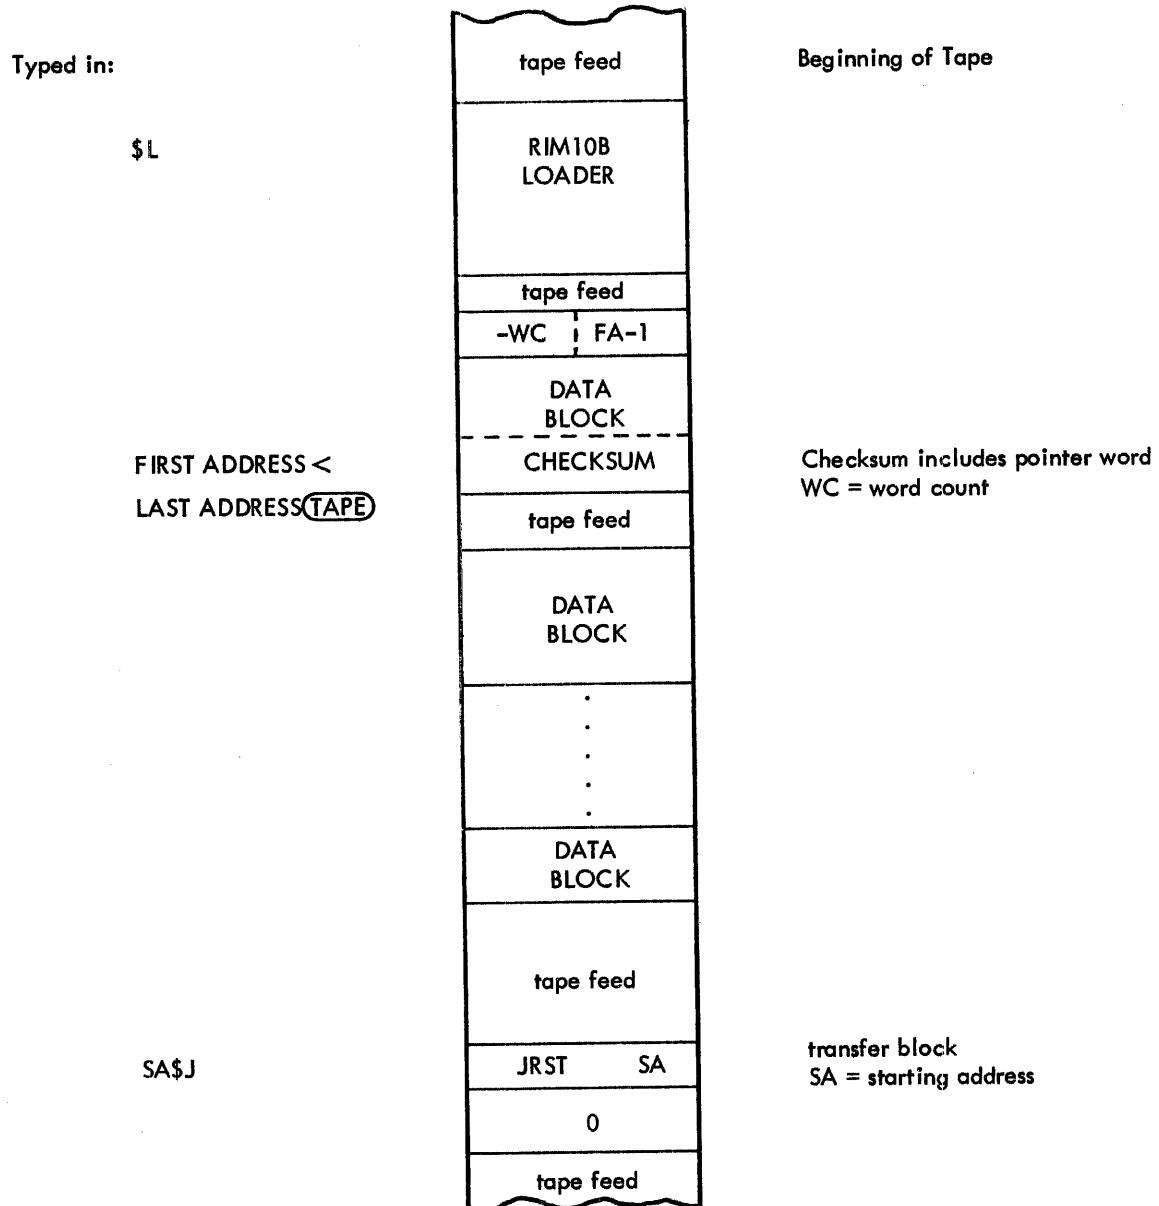 Typed in:
tape feed
Beginning of Tape
$L
RIM10B
LOADER
tape feed
-WC FA-1
DATA
BLOCK
FIRST ADDRESS <
LAST ADDRESS TAPE
CHECKSUM
Checksum includes pointer word
WC = word count
tape feed
DATA
BLOCK
.
.
.
.
.
DATA
BLOCK
tape feed
SA$J
JRST SA
transfer block
SA = starting address
0
tape feed